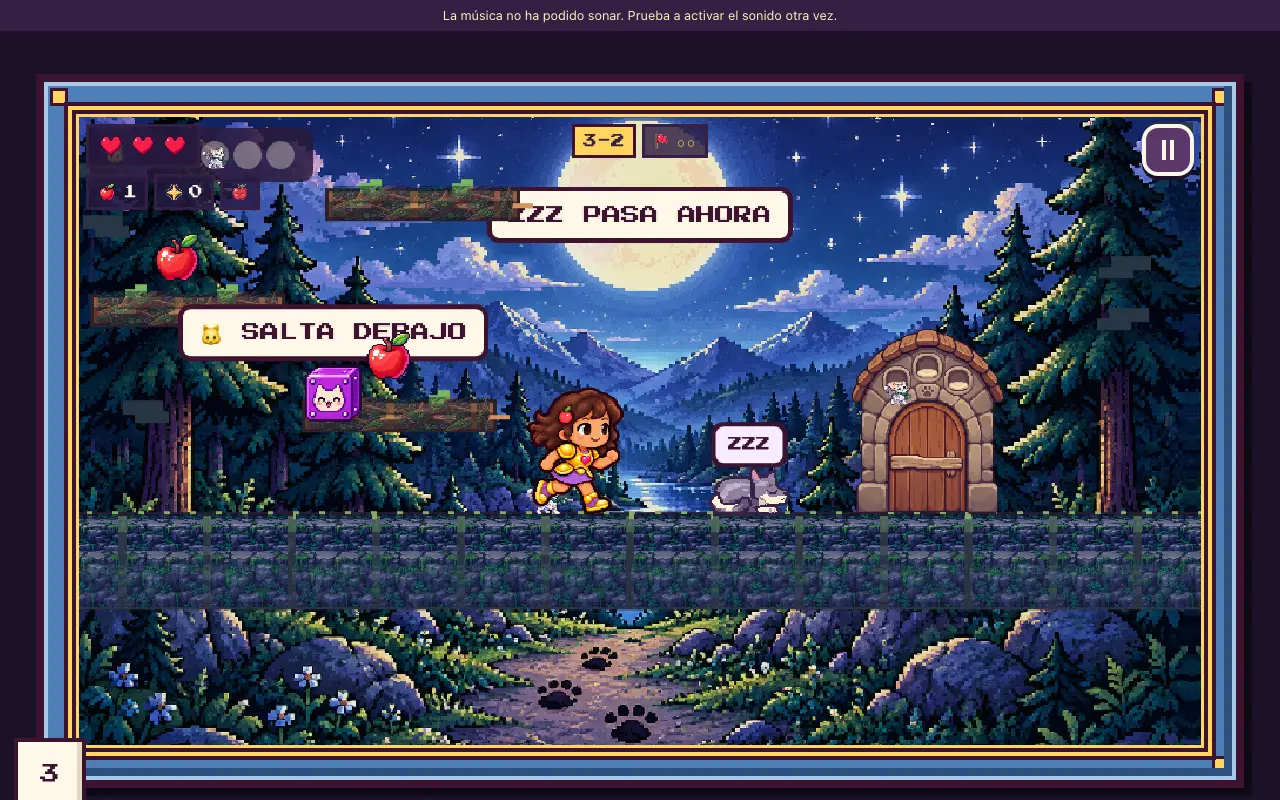 La música no ha podido sonar. Prueba a activar el sonido otra vez.
3-2
1
0
PASA AHORA
SALTA DEBAJO
ZZZ
3